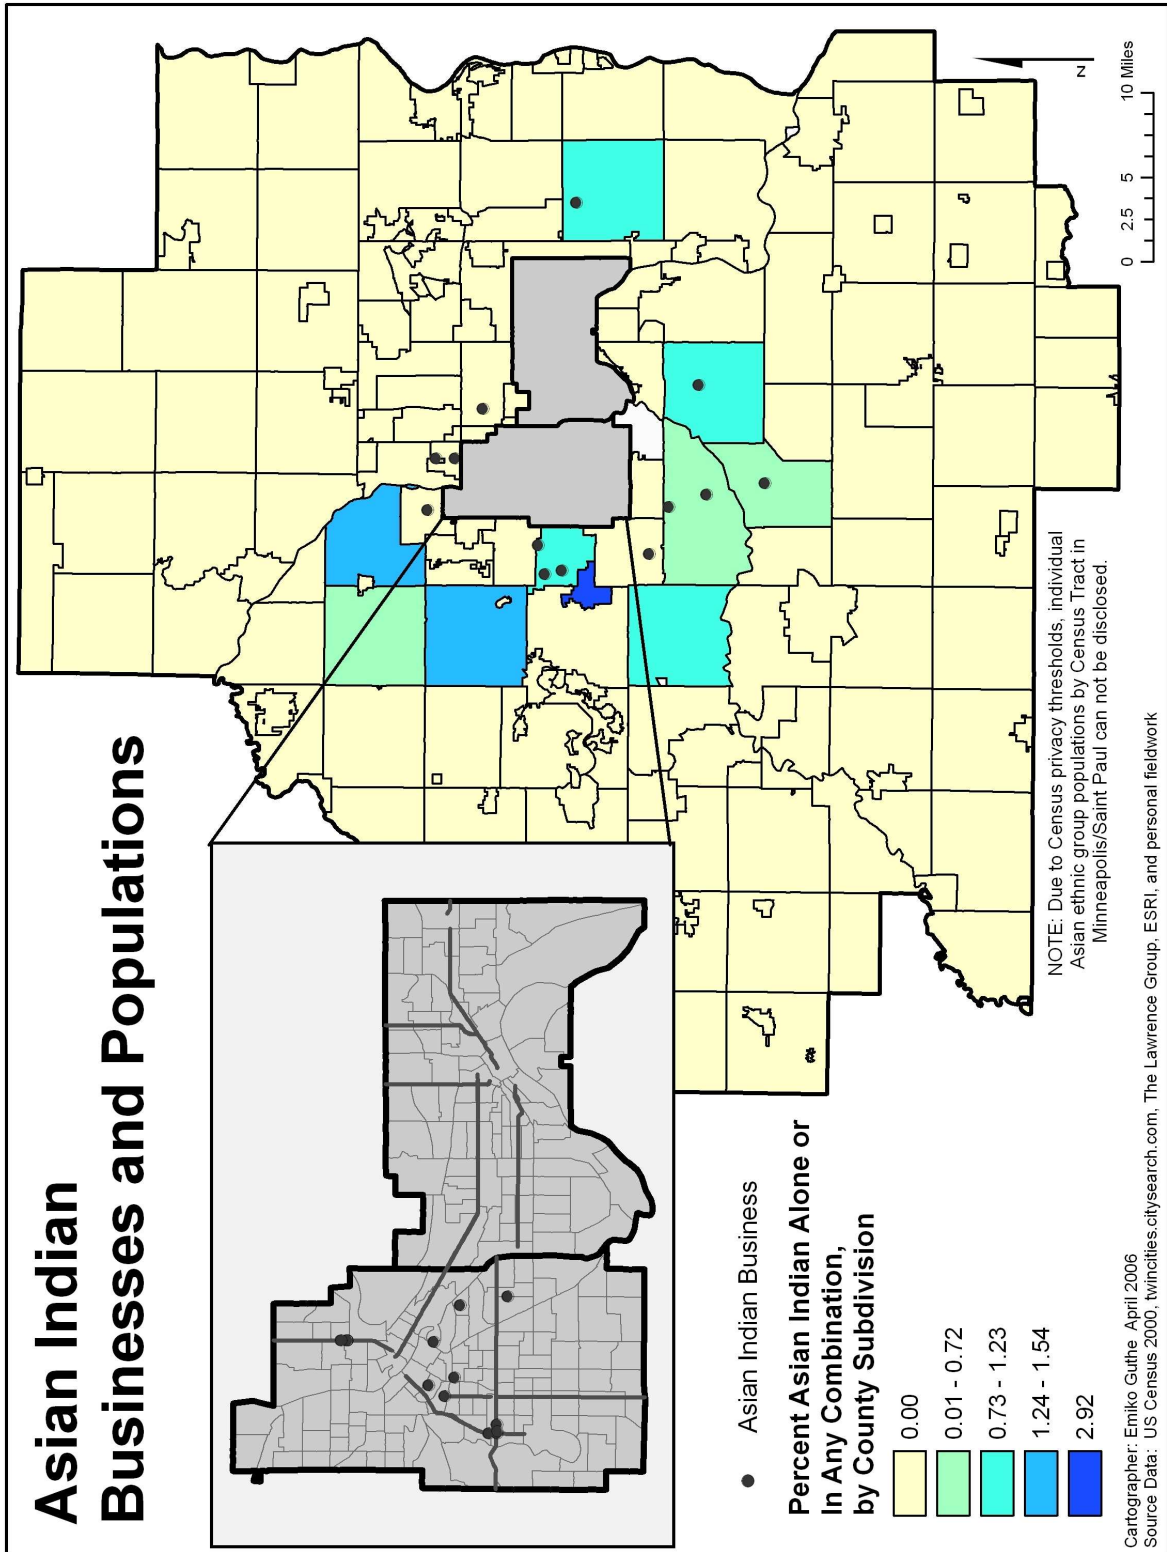 Asian Indian
Businesses and Populations
Asian Indian Business
Percent Asian Indian Alone or
In Any Combination,
by County Subdivision
0.00
0.01 - 0.72
0.73 - 1.23
1.24 - 1.54
2.92
NOTE: Due to Census privacy thresholds, individual
Asian ethnic group populations by Census Tract in
Minneapolis/Saint Paul can not be disclosed.
0 2.5 5 10 Miles
N
Cartographer: Emiko Guthe April 2006
Source Data: US Census 2000, twincities.citysearch.com, The Lawrence Group, ESRI, and personal fieldwork